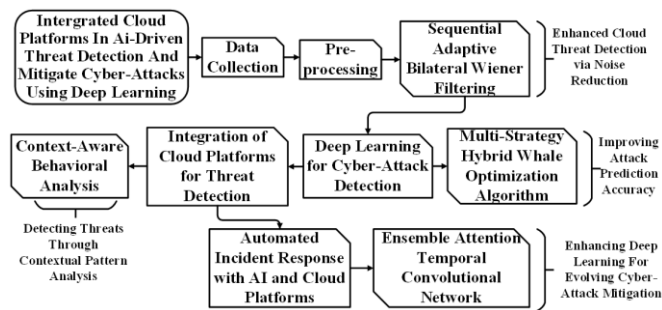 Intergrated Cloud
Platforms In Ai-Driven
Threat Detection And
Mitigate Cyber-Attacks
Using Deep Learning
Data
Collection
Pre-
processing
Sequential
Adaptive
Bilateral Wiener
Filtering
Enhanced Cloud
Threat Detection
via Noise
Reduction
Context-Aware
Behavioral
Analysis
Integration of
Cloud Platforms
for Threat
Detection
Deep Learning
for Cyber-Attack
Detection
Multi-Strategy
Hybrid Whale
Optimization
Algorithm
Improving
Attack
Prediction
Accuracy
Detecting Threats
Through
Contextual Pattern
Analysis
Automated
Incident Response
with AI and Cloud
Platforms
Ensemble Attention
Temporal
Convolutional
Network
Enhancing Deep
Learning For
Evolving Cyber-
Attack Mitigation